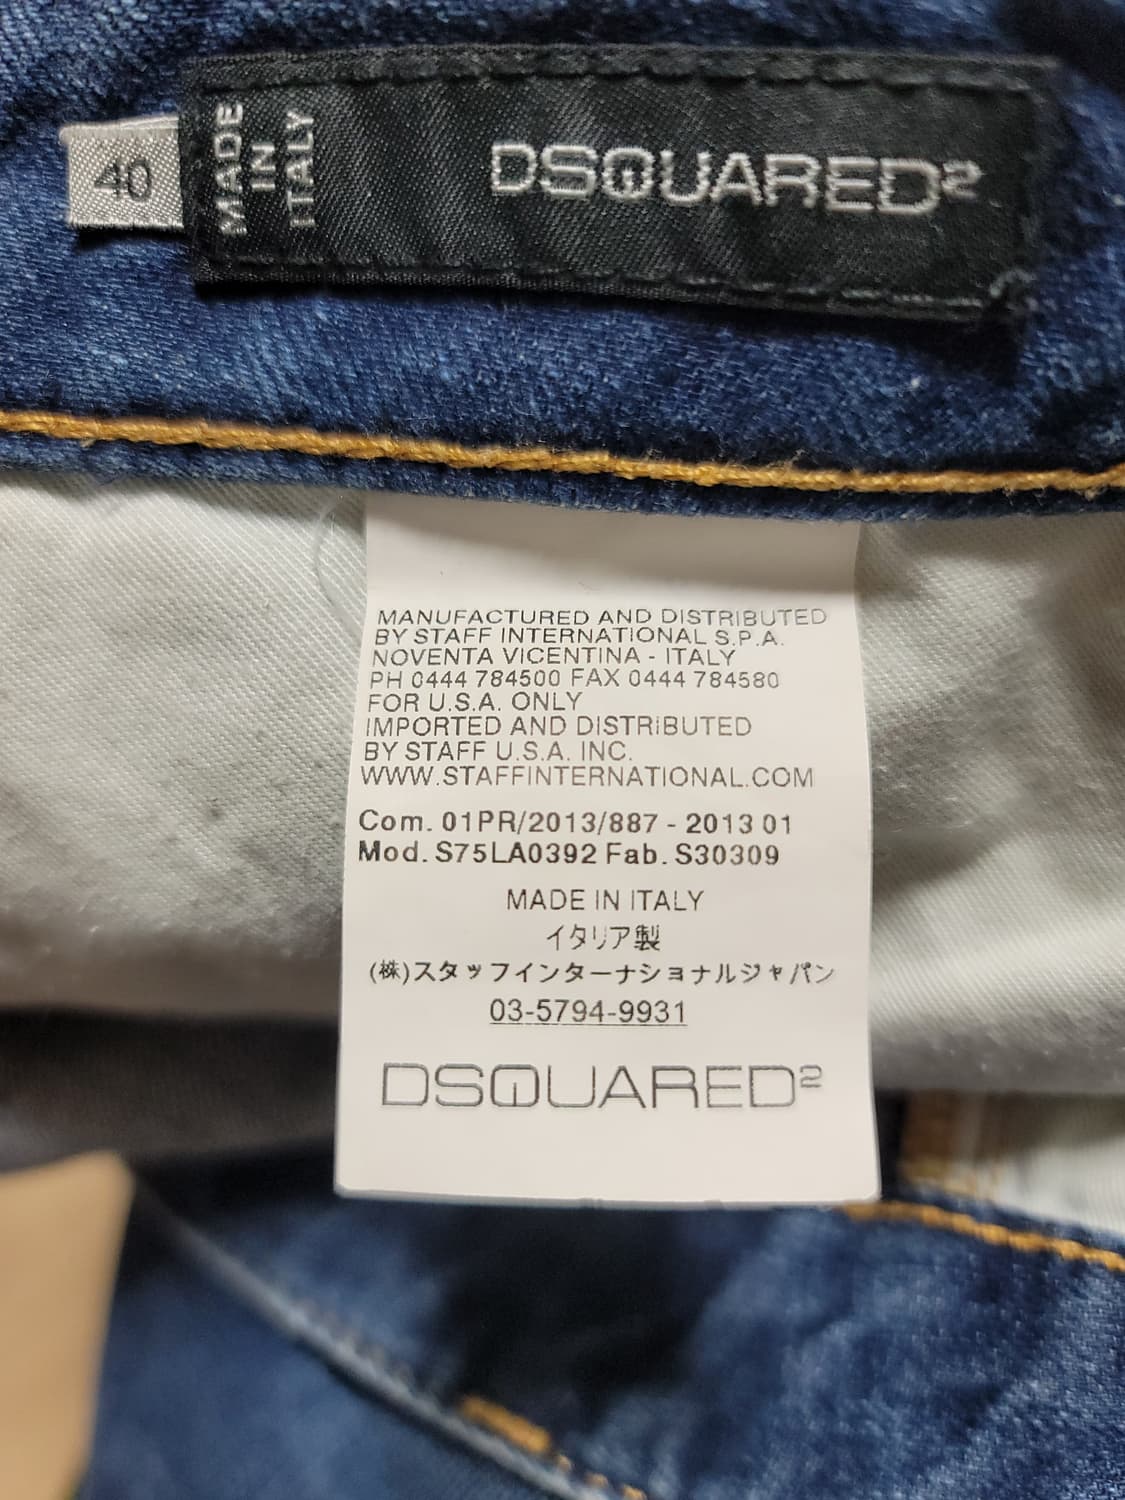 40
MADE
IN
ITALY
DSQUARED2
MANUFACTURED AND DISTRIBUTED
BY STAFF INTERNATIONAL S.P.A.
NOVENTA VICENTINA - ITALY
PH 0444 784500 FAX 0444 784580
FOR U.S.A. ONLY
IMPORTED AND DISTRIBUTED
BY STAFF U.S.A. INC.
WWW.STAFFINTERNATIONAL.COM
Com. 01PR/2013/887 - 2013 01
Mod. S75LA0392 Fab. S30309
MADE IN ITALY
イタリア製
(株)スタッフインターナショナルジャパン
03-5794-9931
DSQUARED2